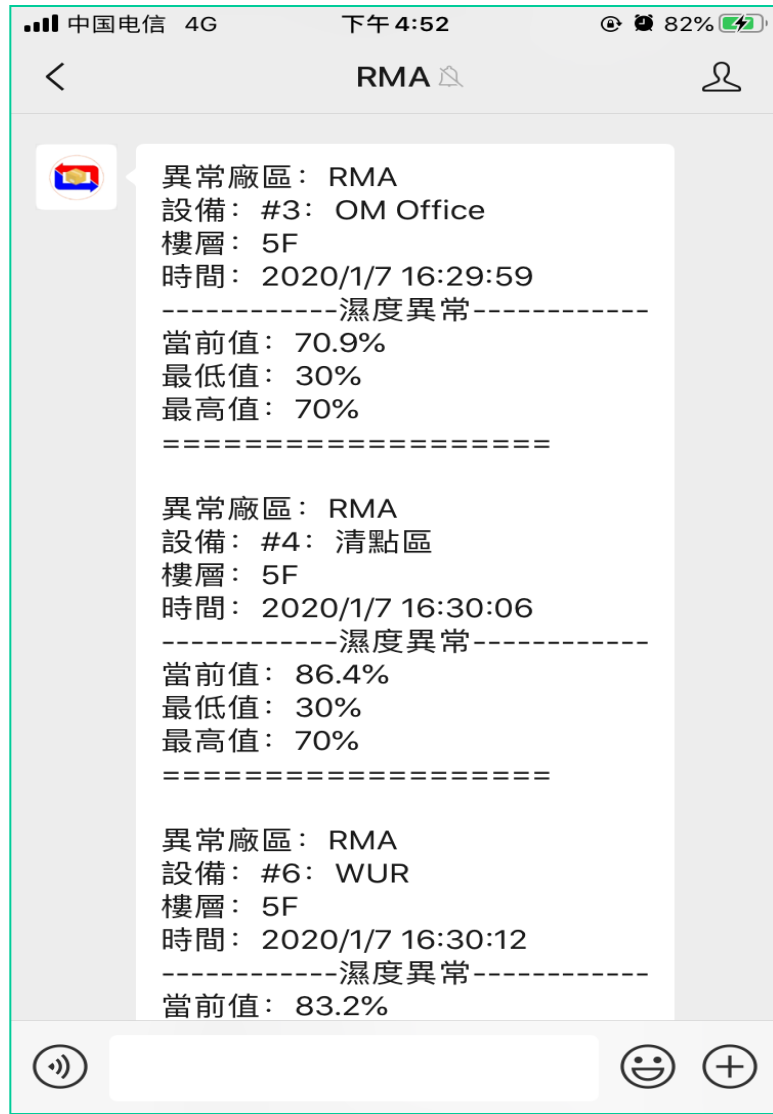 中国电信 4G 下午 4:52 82%
RMA
異常廠區：RMA
設備：#3：OM Office
樓層：5F
時間：2020/1/7 16:29:59
------------濕度異常------------
當前值：70.9%
最低值：30%
最高值：70%
===================
異常廠區：RMA
設備：#4：清點區
樓層：5F
時間：2020/1/7 16:30:06
------------濕度異常------------
當前值：86.4%
最低值：30%
最高值：70%
===================
異常廠區：RMA
設備：#6：WUR
樓層：5F
時間：2020/1/7 16:30:12
------------濕度異常------------
當前值：83.2%